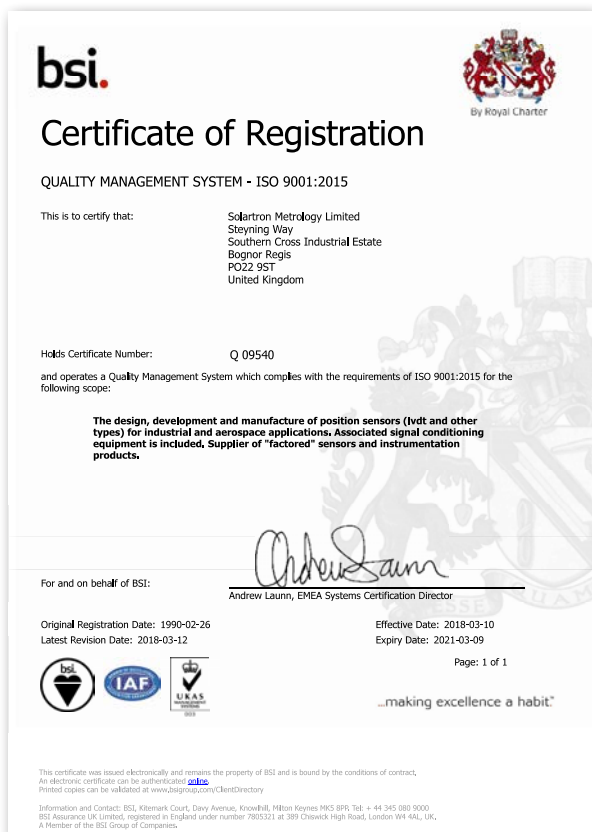 bsi.
By Royal Charter
Certificate of Registration
QUALITY MANAGEMENT SYSTEM - ISO 9001:2015
This is to certify that:
Solartron Metrology Limited
Steyning Way
Southern Cross Industrial Estate
Bognor Regis
PO22 9ST
United Kingdom
Holds Certificate Number:
Q 09540
and operates a Quality Management System which complies with the requirements of ISO 9001:2015 for the
following scope:
The design, development and manufacture of position sensors (lvdt and other
types) for industrial and aerospace applications. Associated signal conditioning
equipment is included. Supplier of "factored" sensors and instrumentation
products.
For and on behalf of BSI:
Andrew Launn, EMEA Systems Certification Director
Original Registration Date: 1990-02-26
Effective Date: 2018-03-10
Latest Revision Date: 2018-03-12
Expiry Date: 2021-03-09
Page: 1 of 1
bsi.
IAF
UKAS
MANAGEMENT
SYSTEMS
003
...making excellence a habit.™
This certificate was issued electronically and remains the property of BSI and is bound by the conditions of contract.
An electronic certificate can be authenticated online.
Printed copies can be validated at www.bsigroup.com/ClientDirectory
Information and Contact: BSI, Kitemark Court, Davy Avenue, Knowlhill, Milton Keynes MK5 8PP. Tel: + 44 345 080 9000
BSI Assurance UK Limited, registered in England under number 7805321 at 389 Chiswick High Road, London W4 4AL, UK.
A Member of the BSI Group of Companies.